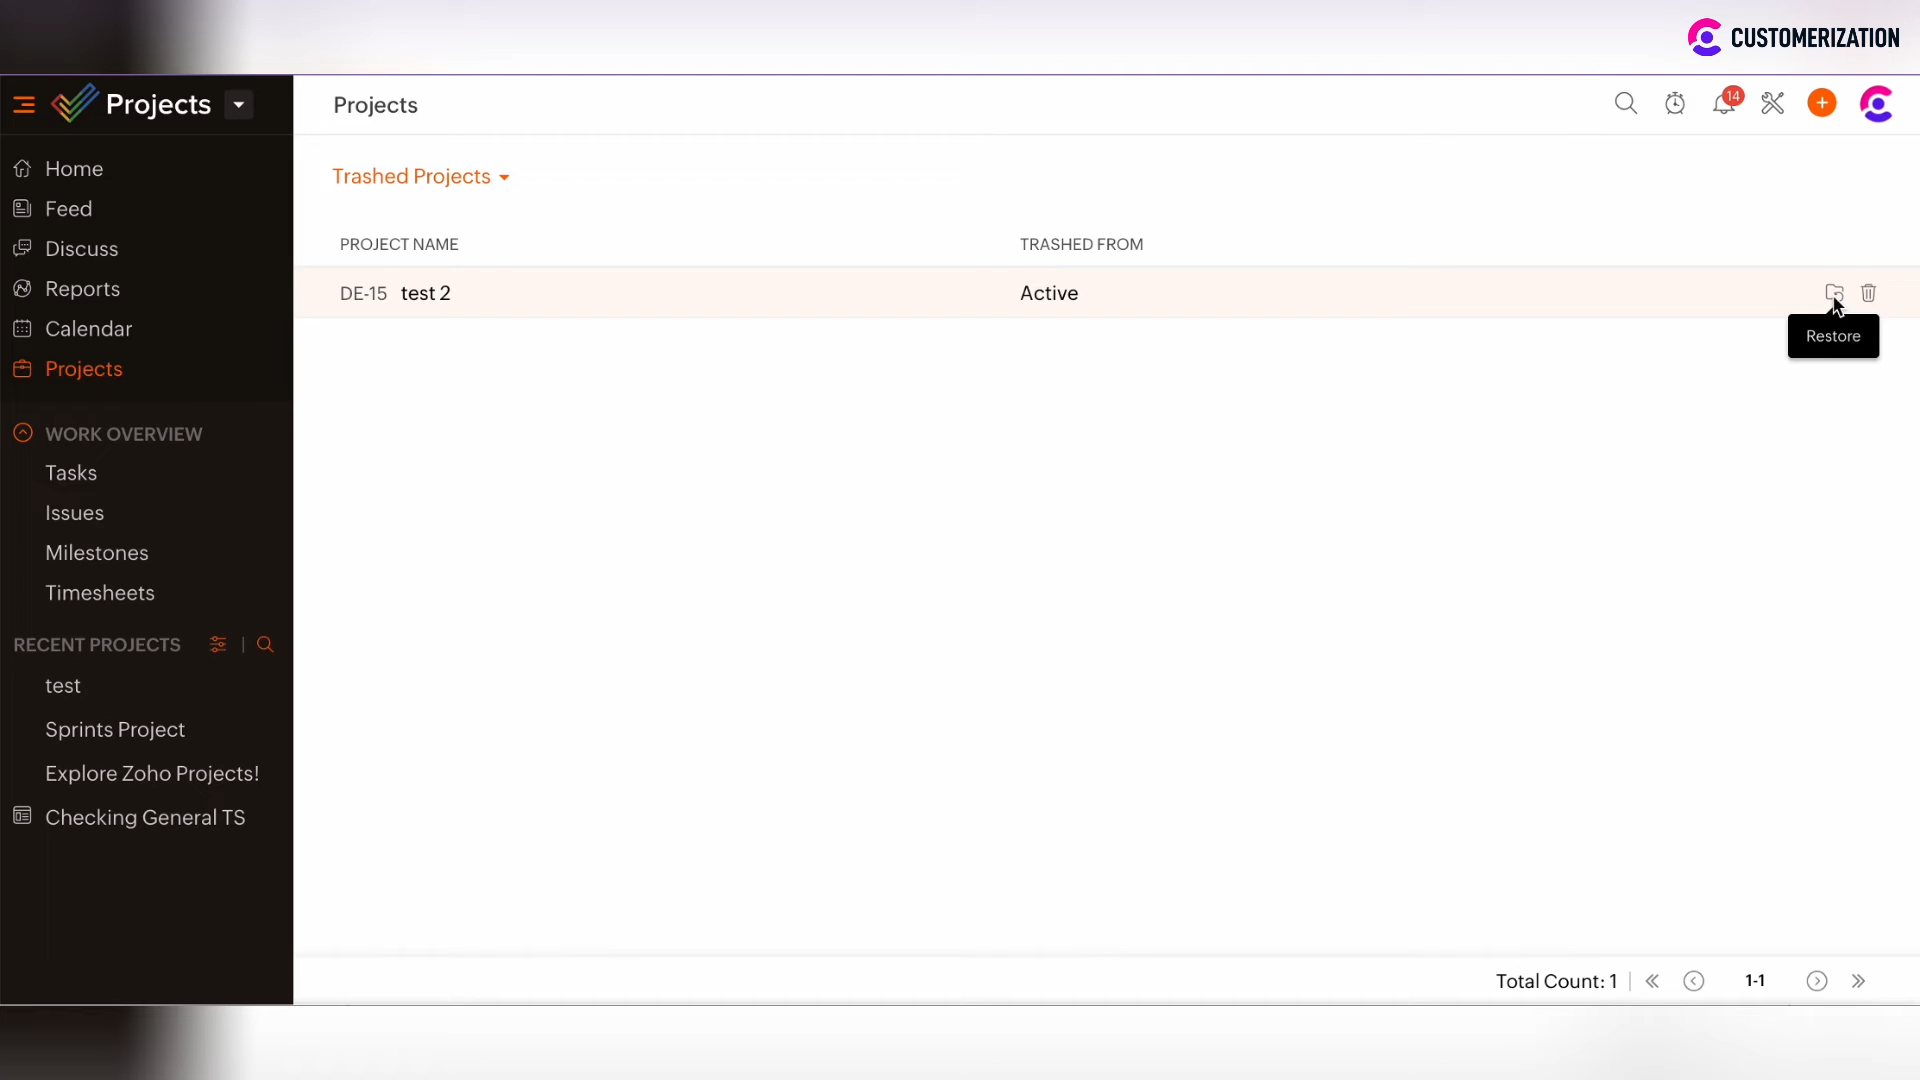 CUSTOMERIZATION
Projects
Projects
14
Home
Feed
Discuss
Reports
Calendar
Projects
WORK OVERVIEW
Tasks
Issues
Milestones
Timesheets
RECENT PROJECTS
test
Sprints Project
Explore Zoho Projects!
Checking General TS
Trashed Projects
PROJECT NAME TRASHED FROM
DE-15 test 2 Active
Restore
Total Count: 1 1-1